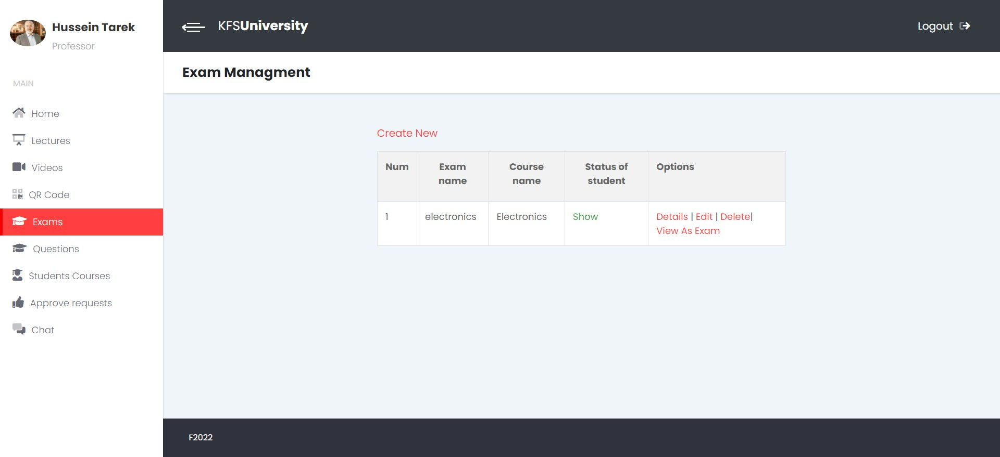 Hussein Tarek
Professor
MAIN
Home
Lectures
Videos
QR Code
Exams
Questions
Students Courses
Approve requests
Chat
KFSUniversity
Logout
Exam Managment
Create New
Num
Exam
name
Course
name
Status of
student
Options
1
electronics
Electronics
Show
Details | Edit | Delete|
View As Exam
F2022